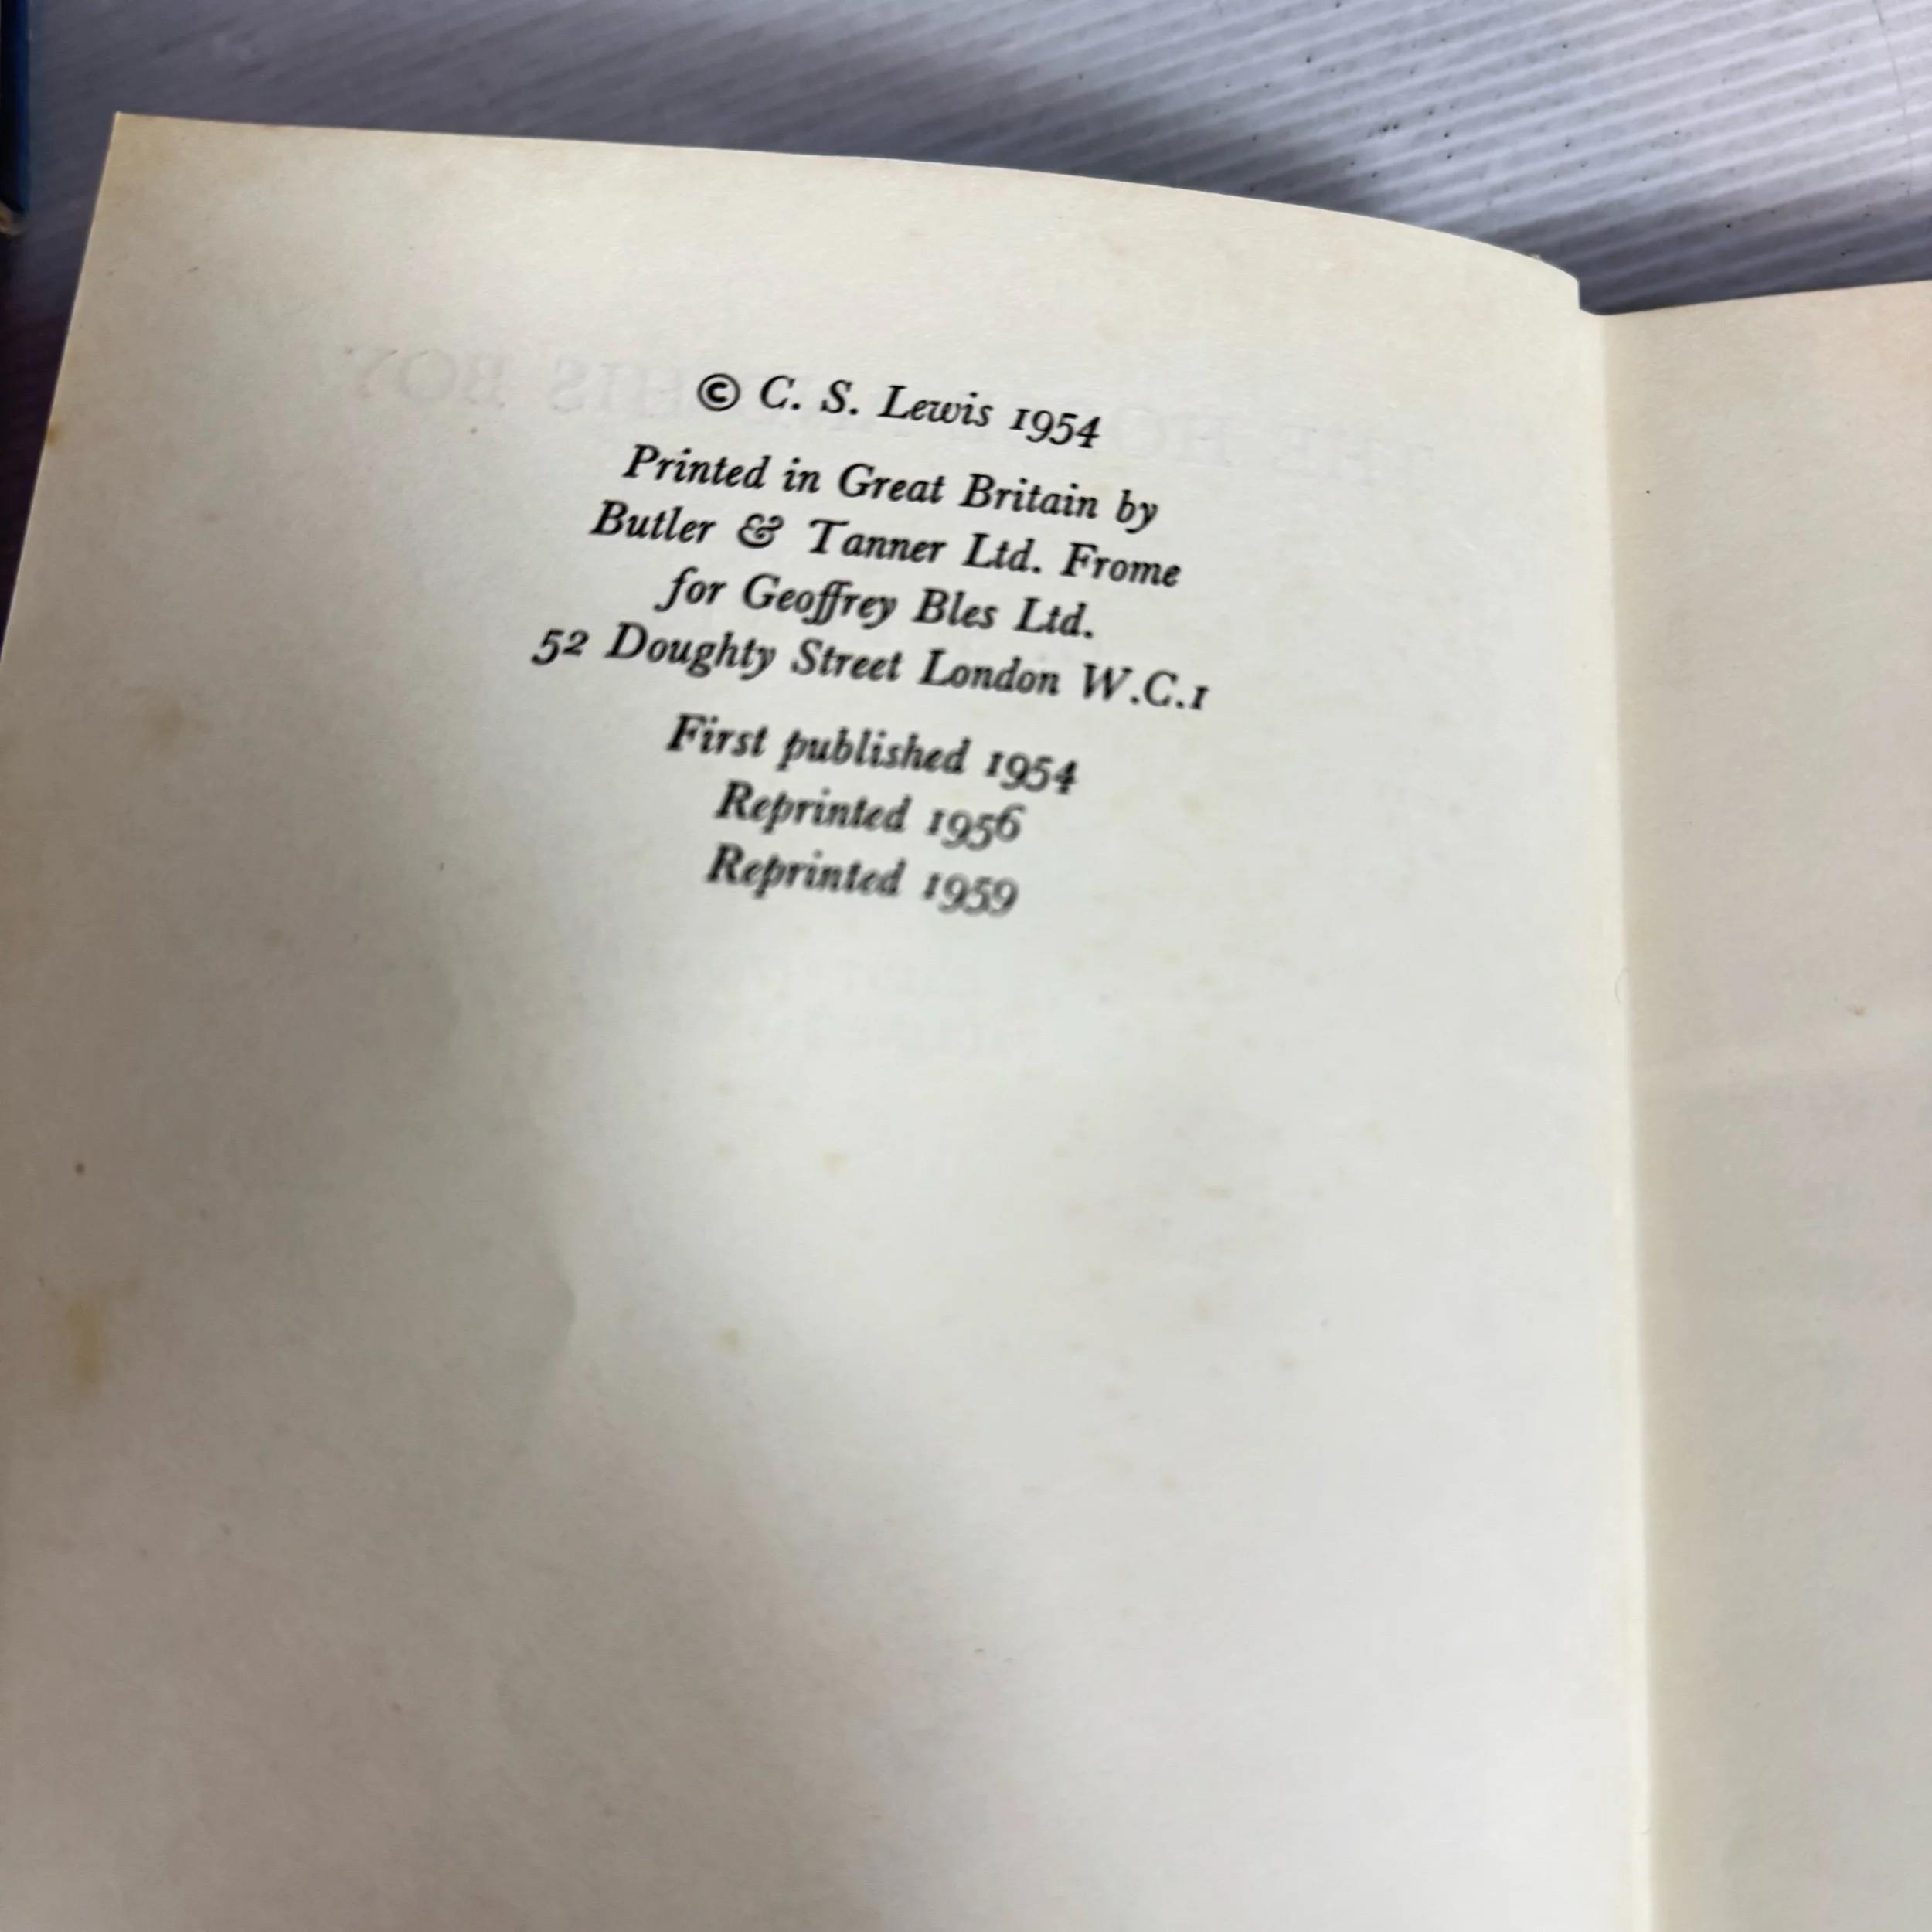 © C. S. Lewis 1954
Printed in Great Britain by
Butler & Tanner Ltd. Frome
for Geoffrey Bles Ltd.
52 Doughty Street London W.C.1
First published 1954
Reprinted 1956
Reprinted 1959